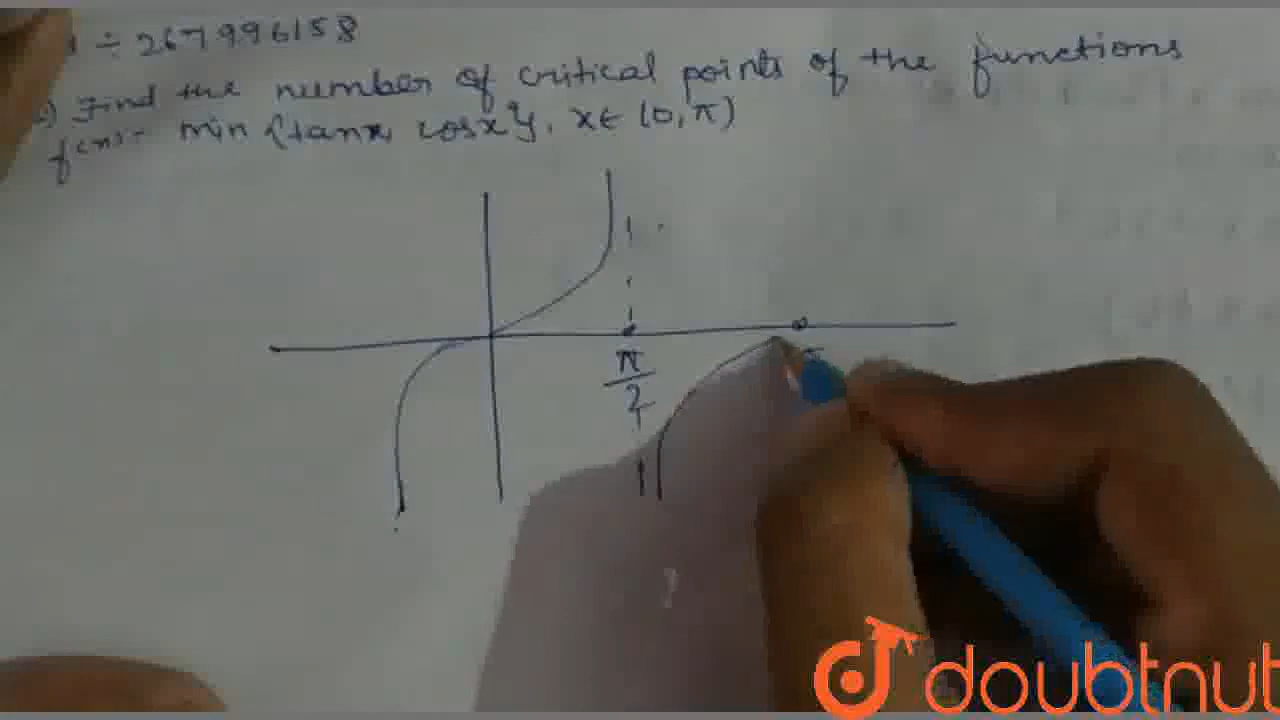 ÷ 267996158
Find the number of critical points of the functions
f(x)= min {tanx, cosx}, x∈ (0,π)
π
2
doubtnut